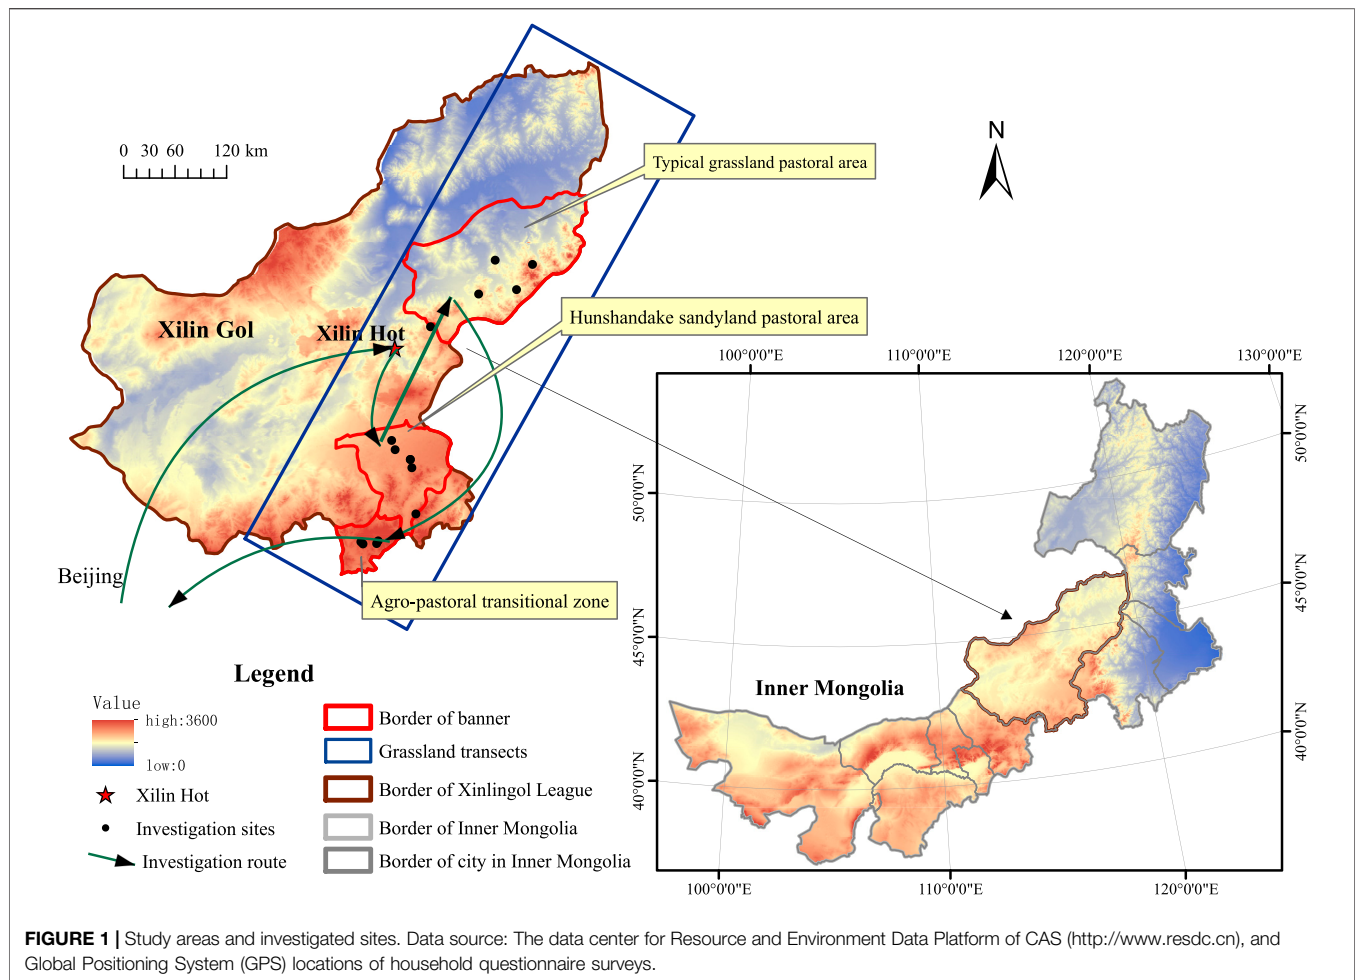 0 30 60 120 km
N
Typical grassland pastoral area
Hunshandake sandyland pastoral area
Xilin Gol
Xilin Hot
Beijing
Agro-pastoral transitional zone
100°0'0"E 110°0'0"E 120°0'0"E 130°0'0"E
50°0'0"N
45°0'0"N
40°0'0"N
50°0'0"N
45°0'0"N
40°0'0"N
Inner Mongolia
100°0'0"E 110°0'0"E 120°0'0"E
Legend
Value
high:3600
low:0
Xilin Hot
Investigation sites
Investigation route
Border of banner
Grassland transects
Border of Xinlingol League
Border of Inner Mongolia
Border of city in Inner Mongolia
FIGURE 1 | Study areas and investigated sites. Data source: The data center for Resource and Environment Data Platform of CAS (http://www.resdc.cn), and
Global Positioning System (GPS) locations of household questionnaire surveys.